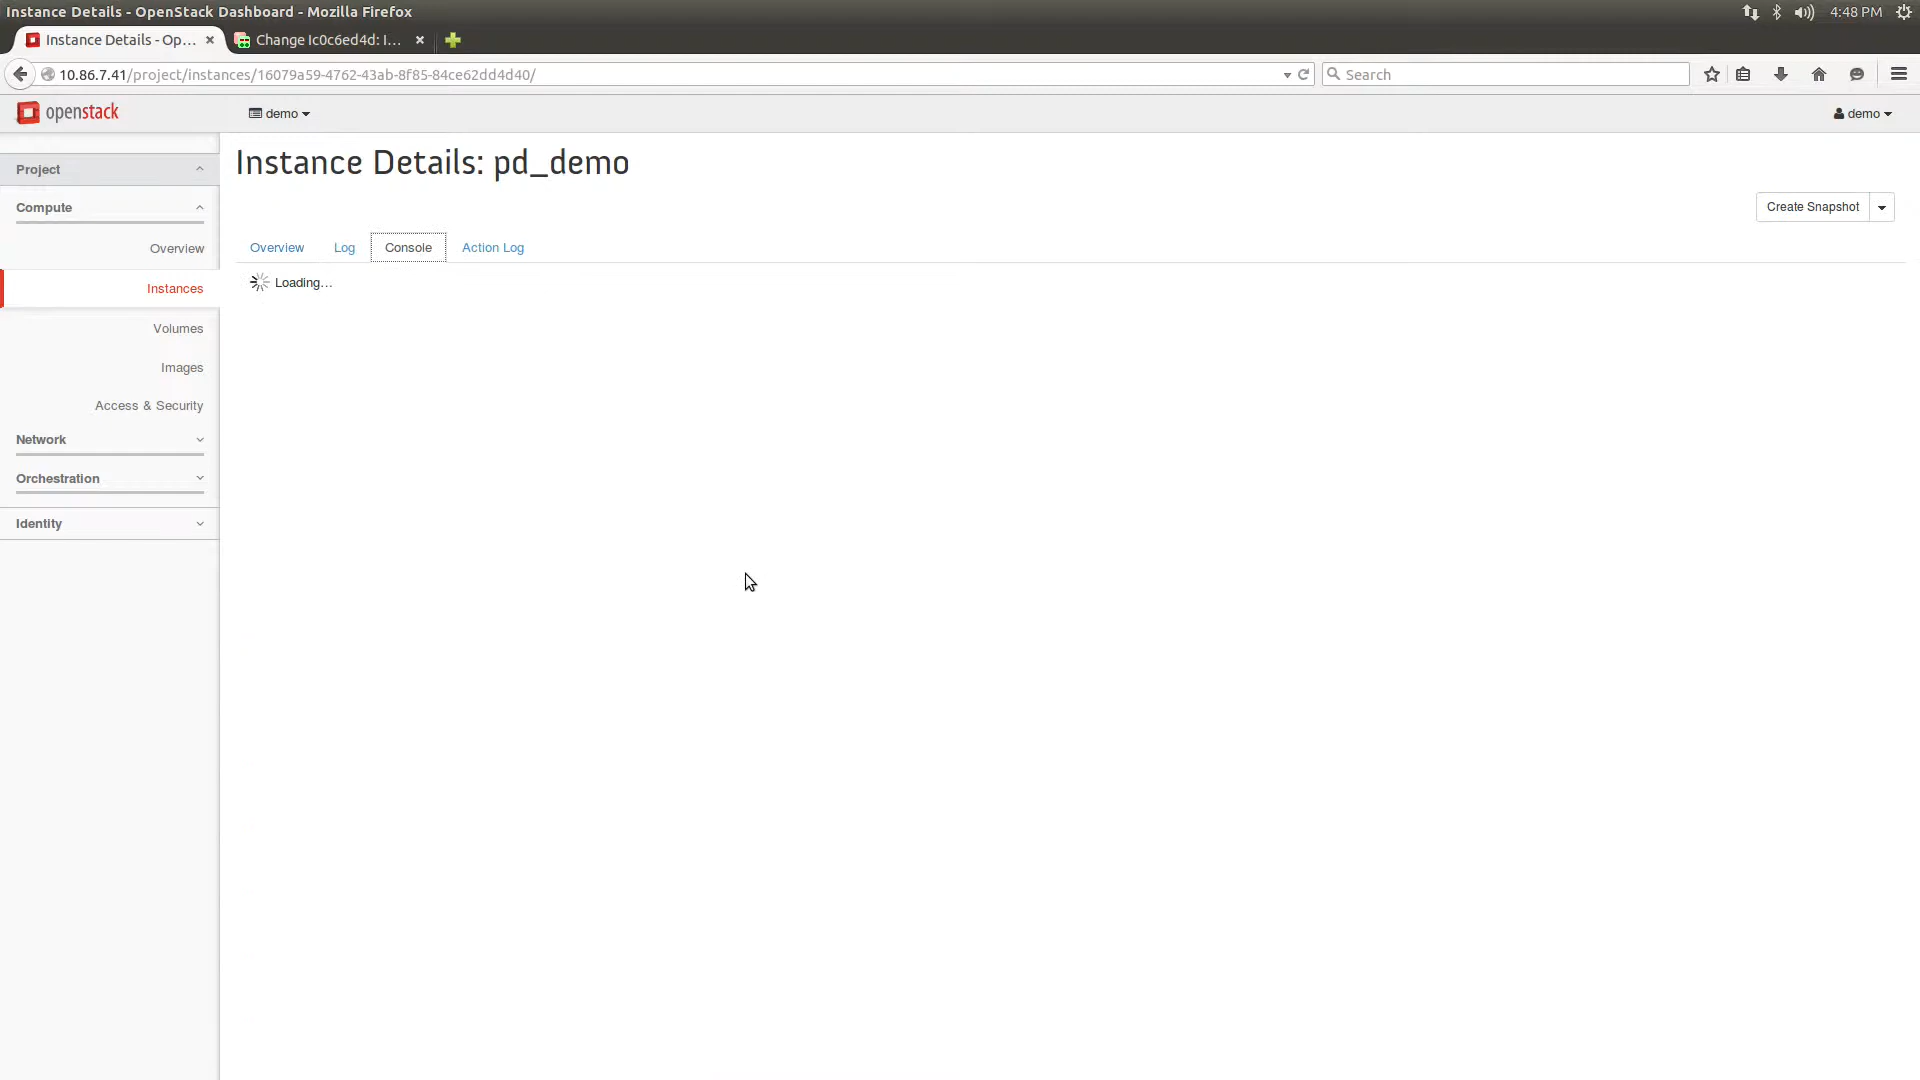 Instance Details - OpenStack Dashboard - Mozilla Firefox
4:48 PM
Instance Details - Op...
Change Ic0c6ed4d: I...
10.86.7.41/project/instances/16079a59-4762-43ab-8f85-84ce62dd4d40/
Search
openstack
demo
demo
Project
Instance Details: pd_demo
Compute
Create Snapshot
Overview
Log
Console
Action Log
Overview
Loading…
Instances
Volumes
Images
Access & Security
Network
Orchestration
Identity